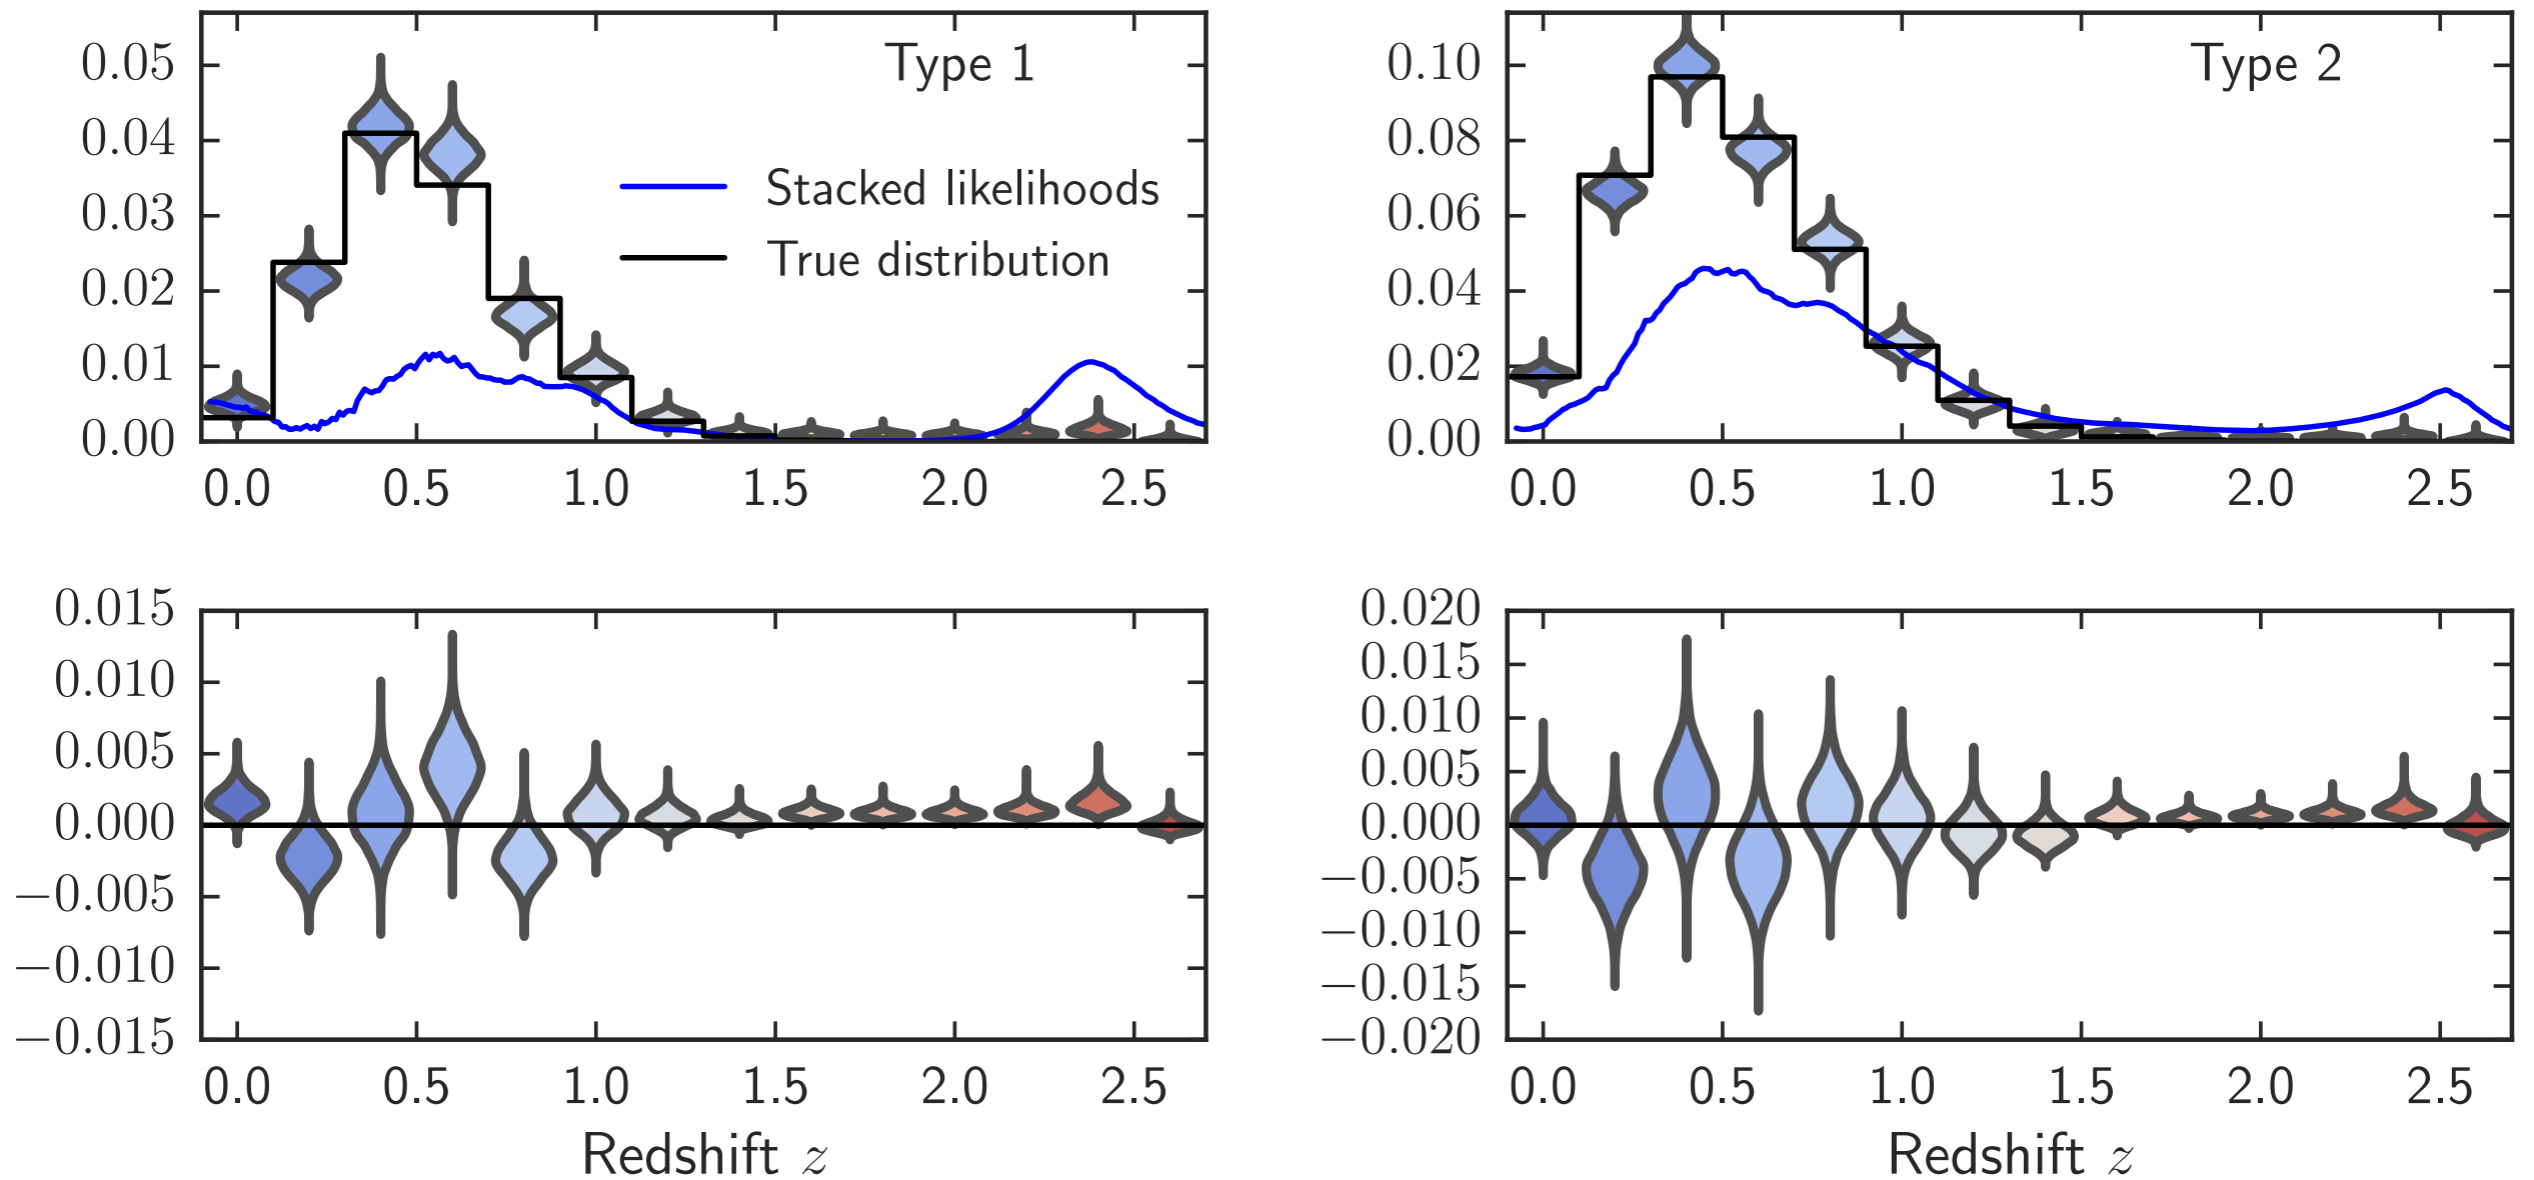 Type 1
0.05
0.04
0.03
0.02
0.01
0.00
Stacked likelihoods
True distribution
0.0 0.5 1.0 1.5 2.0 2.5
Type 2
0.10
0.08
0.06
0.04
0.02
0.00
0.0 0.5 1.0 1.5 2.0 2.5
0.015
0.010
0.005
0.000
−0.005
−0.010
−0.015
0.0 0.5 1.0 1.5 2.0 2.5
Redshift z
0.020
0.015
0.010
0.005
0.000
−0.005
−0.010
−0.015
−0.020
0.0 0.5 1.0 1.5 2.0 2.5
Redshift z